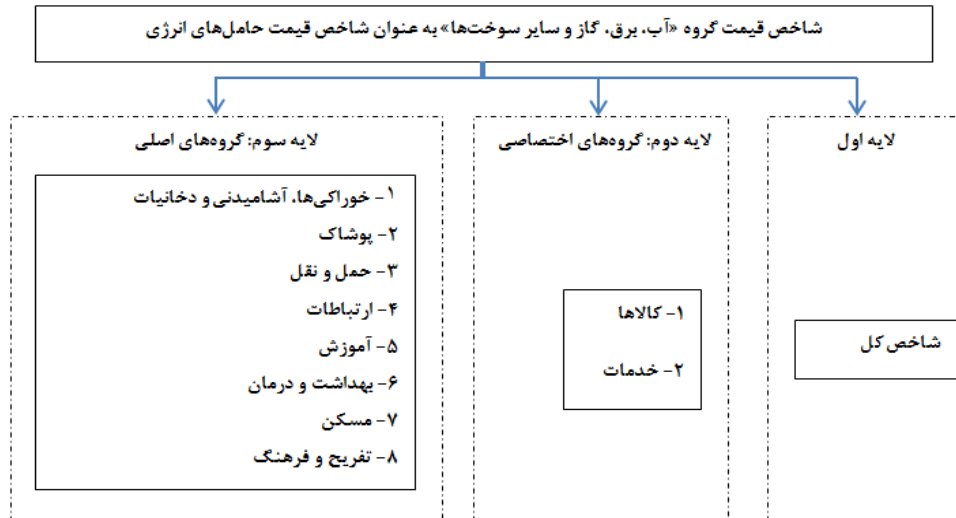 شاخص قیمت گروه «آب، برق، گاز و سایر سوخت‌ها» به عنوان شاخص قیمت حامل‌های انرژی
لایه اول
شاخص کل
لایه دوم: گروه‌های اختصاصی
۱- کالاها
۲- خدمات
لایه سوم: گروه‌های اصلی
۱- خوراکی‌ها، آشامیدنی و دخانیات
۲- پوشاک
۳- حمل و نقل
۴- ارتباطات
۵- آموزش
۶- بهداشت و درمان
۷- مسکن
۸- تفریح و فرهنگ